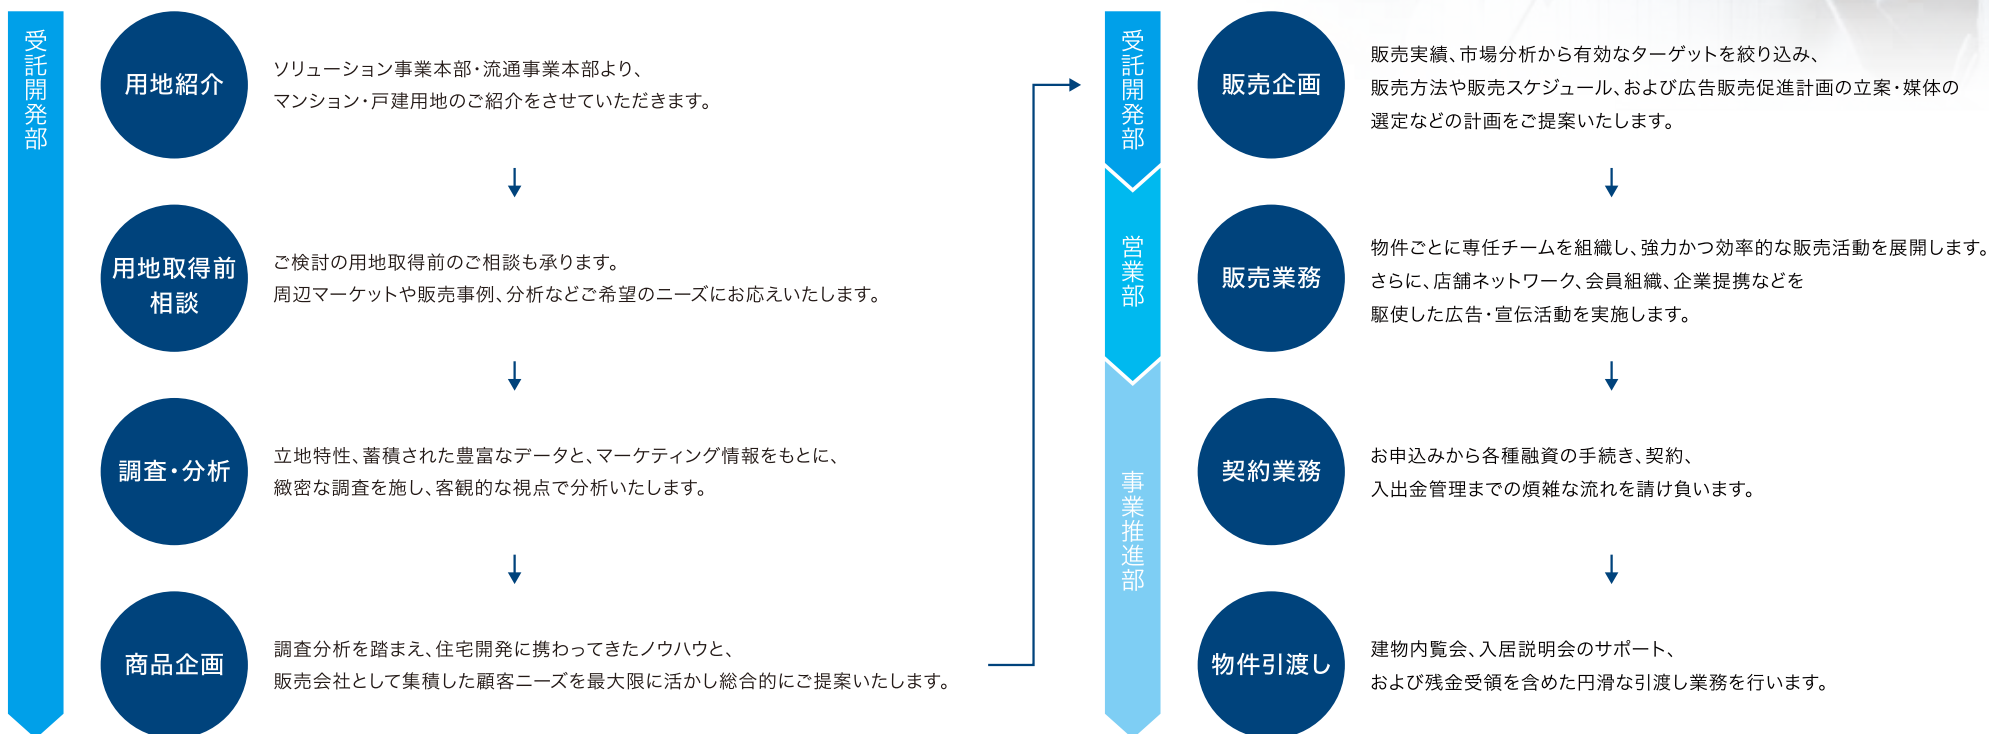 受託開発部
用地紹介
ソリューション事業本部・流通事業本部より、
マンション・戸建用地のご紹介をさせていただきます。
用地取得前
相談
ご検討の用地取得前のご相談も承ります。
周辺マーケットや販売事例、分析などご希望のニーズにお応えいたします。
調査・分析
立地特性、蓄積された豊富なデータと、マーケティング情報をもとに、
緻密な調査を施し、客観的な視点で分析いたします。
商品企画
調査分析を踏まえ、住宅開発に携わってきたノウハウと、
販売会社として集積した顧客ニーズを最大限に活かし総合的にご提案いたします。
受託開発部
販売企画
販売実績、市場分析から有効なターゲットを絞り込み、
販売方法や販売スケジュール、および広告販売促進計画の立案・媒体の
選定などの計画をご提案いたします。
営業部
販売業務
物件ごとに専任チームを組織し、強力かつ効率的な販売活動を展開します。
さらに、店舗ネットワーク、会員組織、企業提携などを
駆使した広告・宣伝活動を実施します。
事業推進部
契約業務
お申込みから各種融資の手続き、契約、
入出金管理までの煩雑な流れを請け負います。
物件引渡し
建物内覧会、入居説明会のサポート、
および残金受領を含めた円滑な引渡し業務を行います。